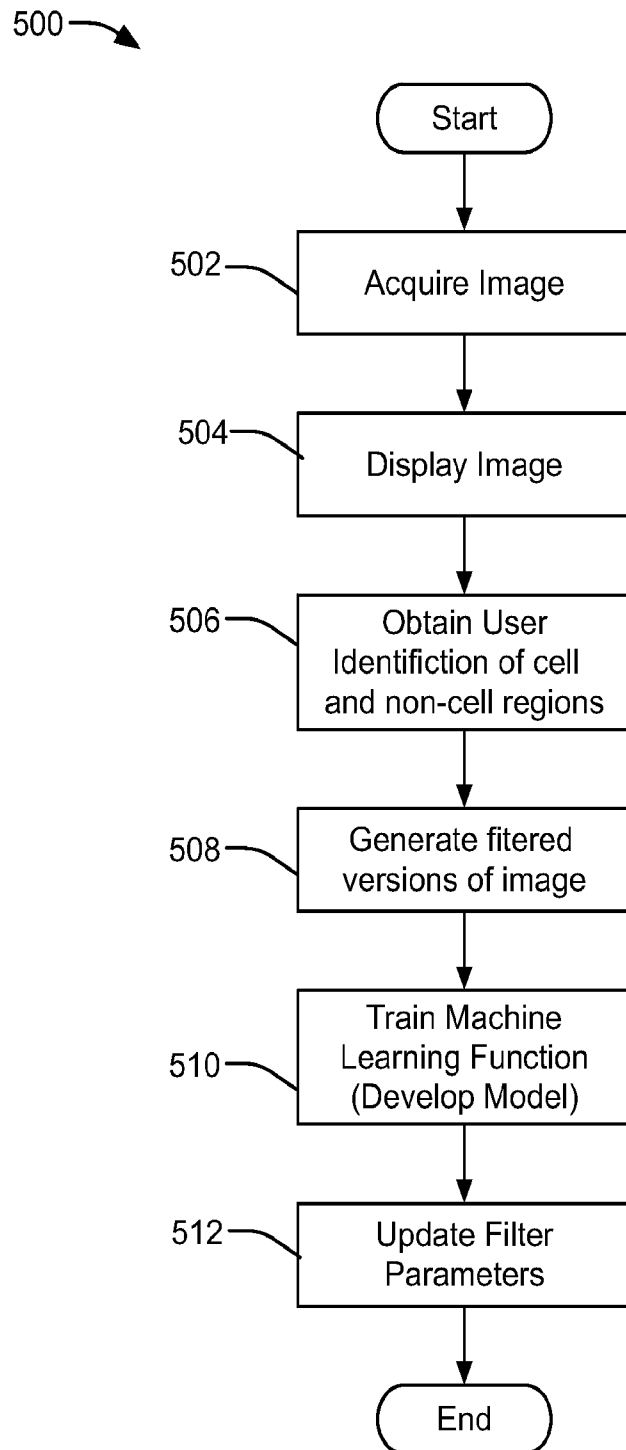 500
Start
502
Acquire Image
504
Display Image
506
Obtain User
Identifiction of cell
and non-cell regions
508
Generate fitered
versions of image
510
Train Machine
Learning Function
(Develop Model)
512
Update Filter
Parameters
End